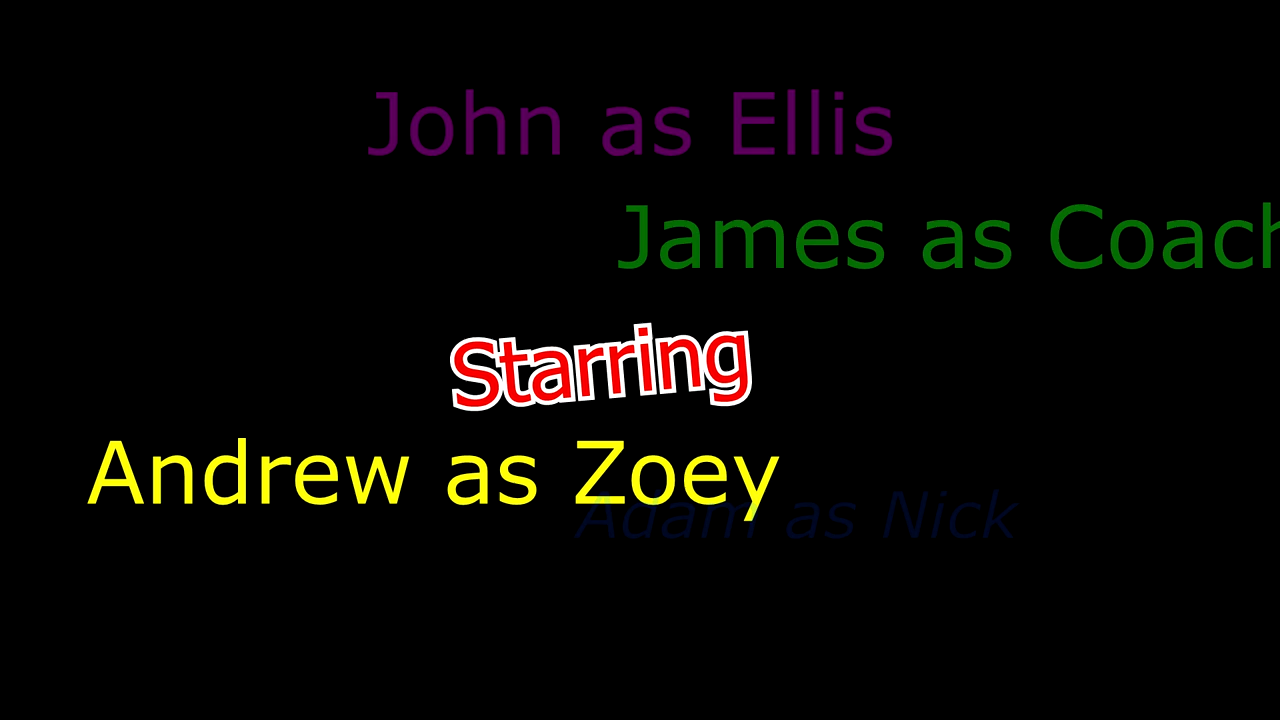 John as Ellis
James as Coach
Starring
Andrew as Zoey
Adam as Nick